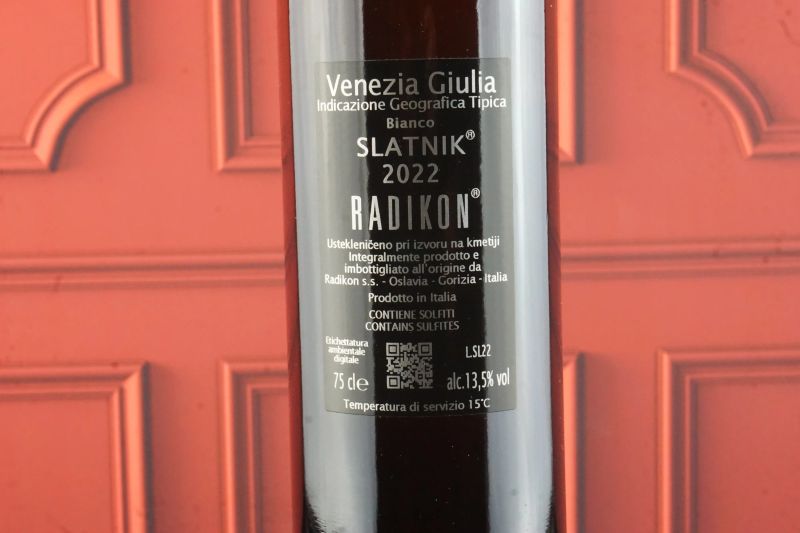 Venezia Giulia
Indicazione Geografica Tipica
Bianco
SLATNIK®
2022
RADIKON®
Ustekleničeno pri izvoru na kmetiji
Integralmente prodotto e
imbottigliato all'origine da
Radikon s.s. - Oslavia - Gorizia - Italia
Prodotto in Italia
CONTIENE SOLFITI
CONTAINS SULFITES
Etichettatura
ambientale
digitale
L.SL22
75 cl e
alc.13,5% vol
Temperatura di servizio 15°C